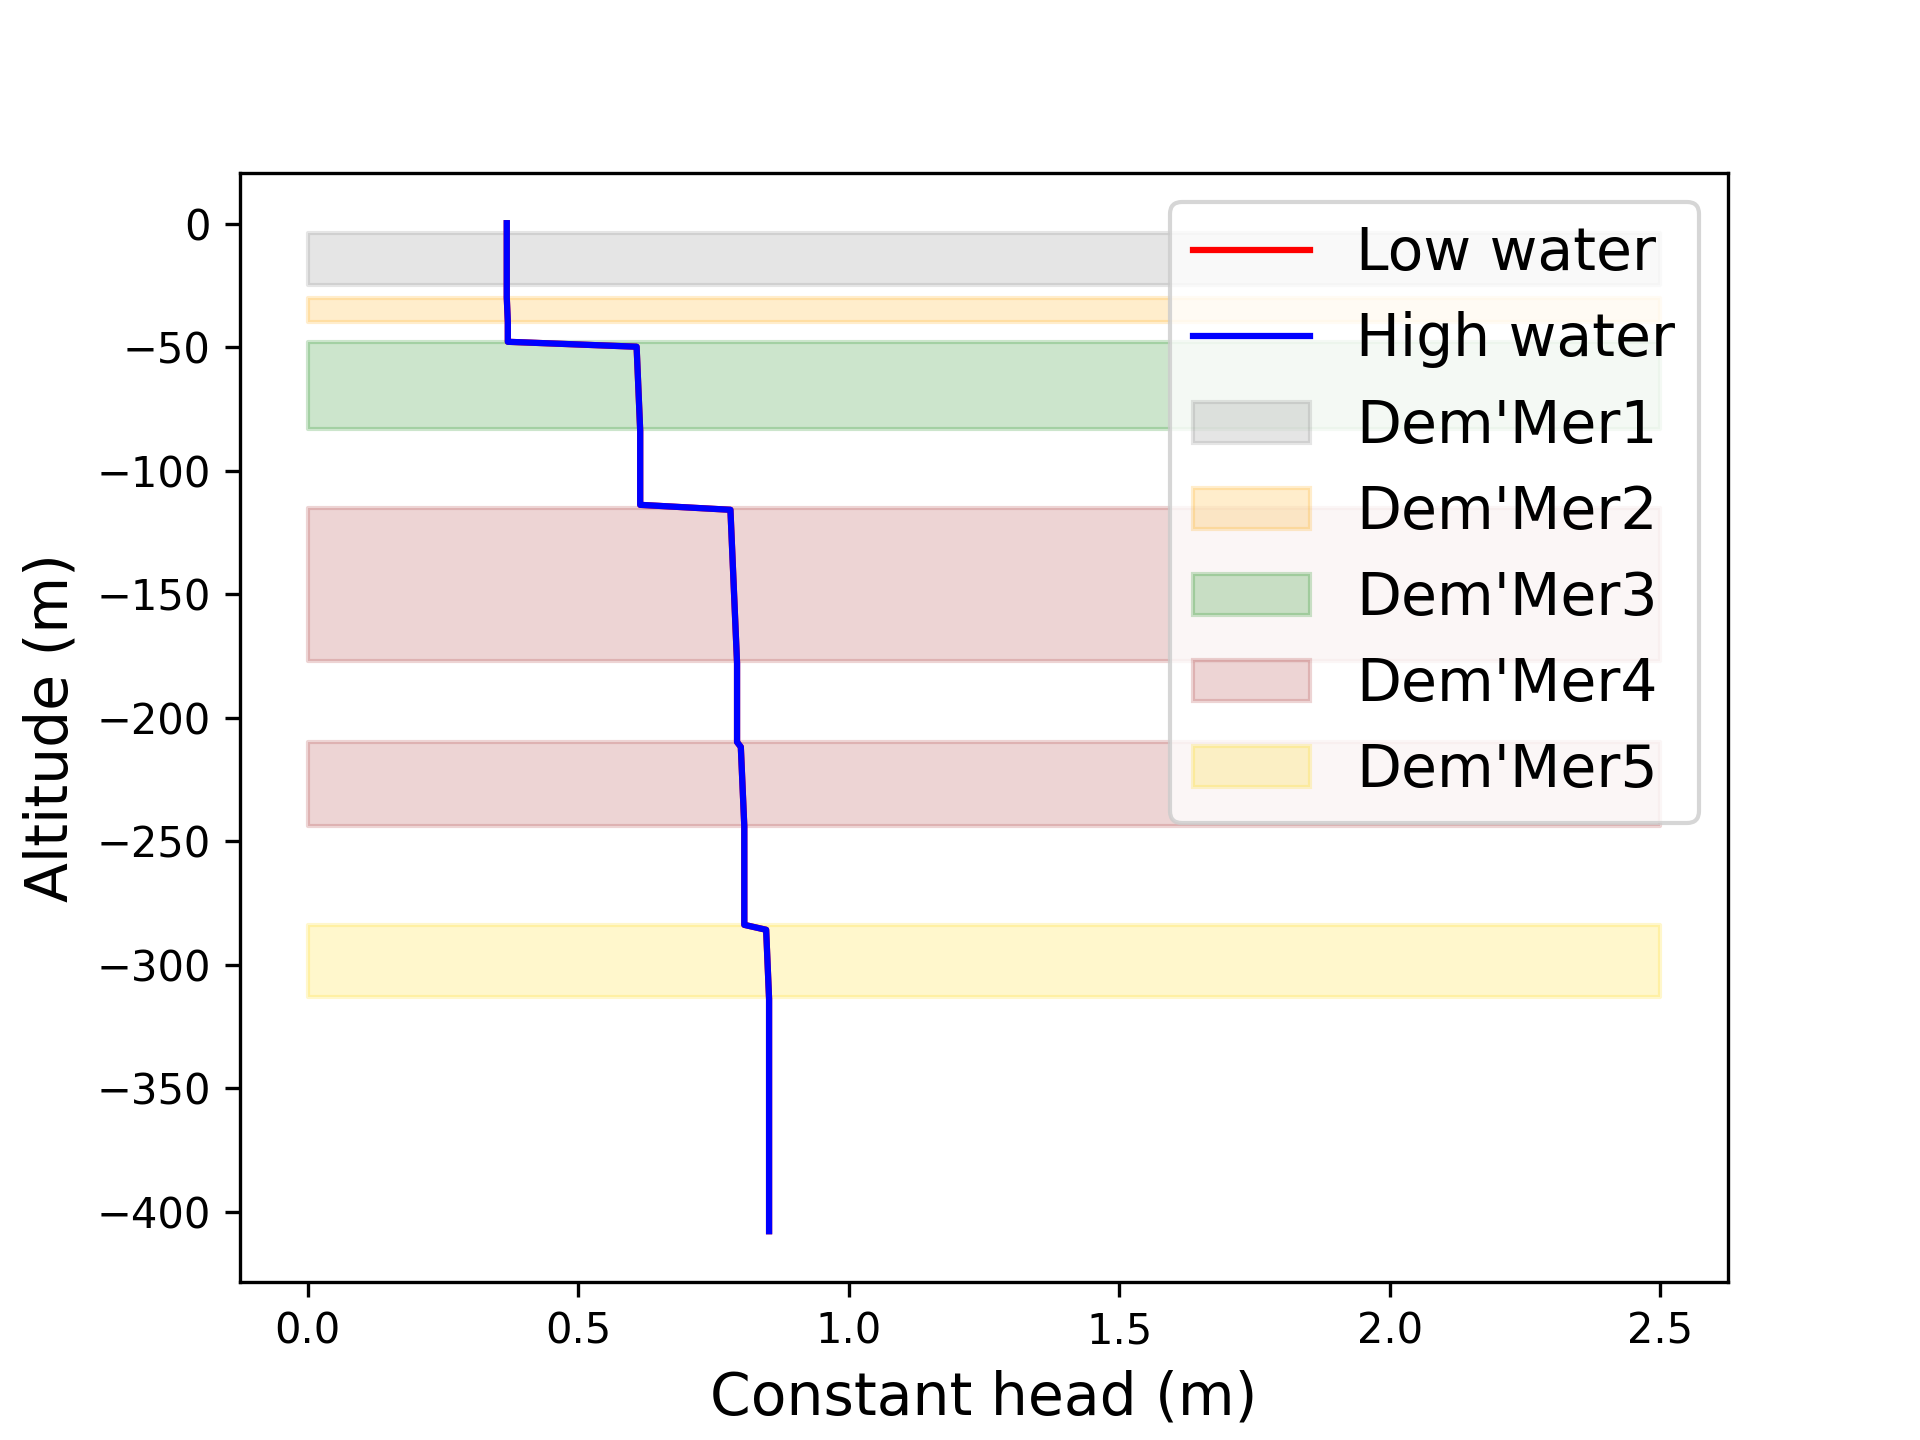 Low water
High water
Dem'Mer1
Dem'Mer2
Dem'Mer3
Dem'Mer4
Dem'Mer5
Altitude (m)
0
−50
−100
−150
−200
−250
−300
−350
−400
0.0 0.5 1.0 1.5 2.0 2.5
Constant head (m)